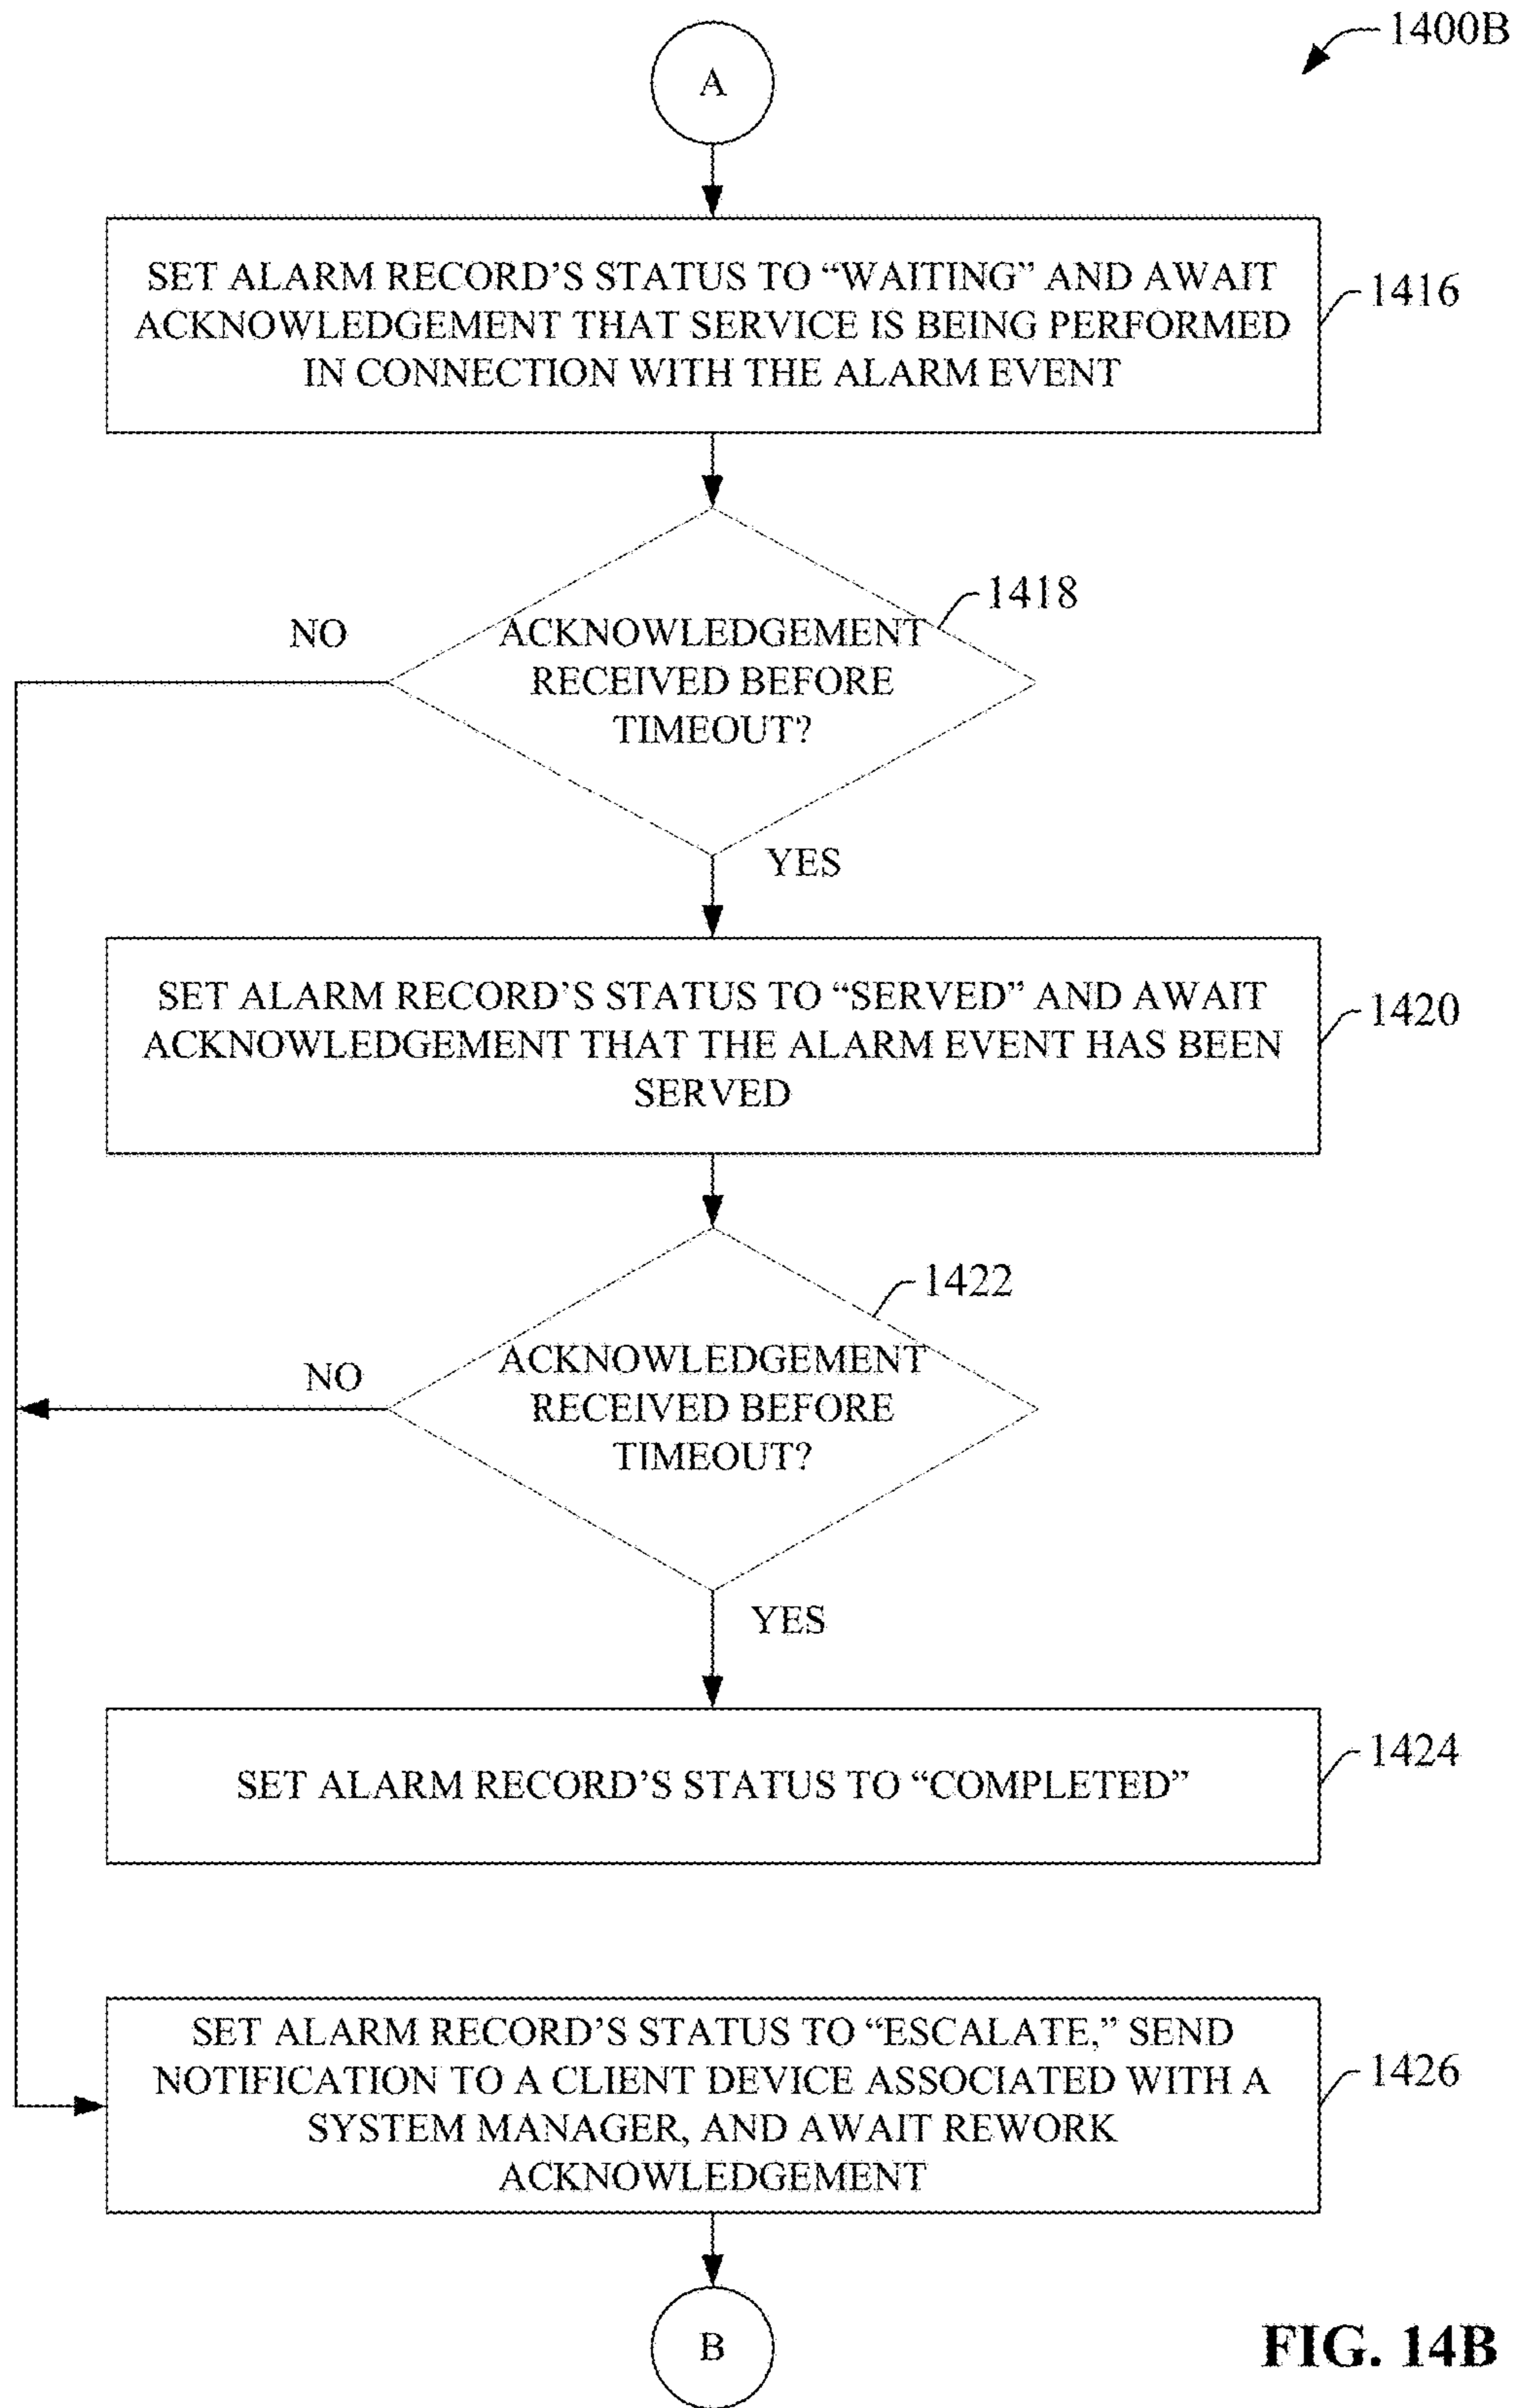 1400B
A
SET ALARM RECORD'S STATUS TO “WAITING” AND AWAIT
ACKNOWLEDGEMENT THAT SERVICE IS BEING PERFORMED
IN CONNECTION WITH THE ALARM EVENT
1416
1418
NO
ACKNOWLEDGEMENT
RECEIVED BEFORE
TIMEOUT?
YES
SET ALARM RECORD'S STATUS TO “SERVED” AND AWAIT
ACKNOWLEDGEMENT THAT THE ALARM EVENT HAS BEEN
SERVED
1420
1422
NO
ACKNOWLEDGEMENT
RECEIVED BEFORE
TIMEOUT?
YES
SET ALARM RECORD'S STATUS TO “COMPLETED”
1424
SET ALARM RECORD'S STATUS TO “ESCALATE,” SEND
NOTIFICATION TO A CLIENT DEVICE ASSOCIATED WITH A
SYSTEM MANAGER, AND AWAIT REWORK
ACKNOWLEDGEMENT
1426
B
FIG. 14B